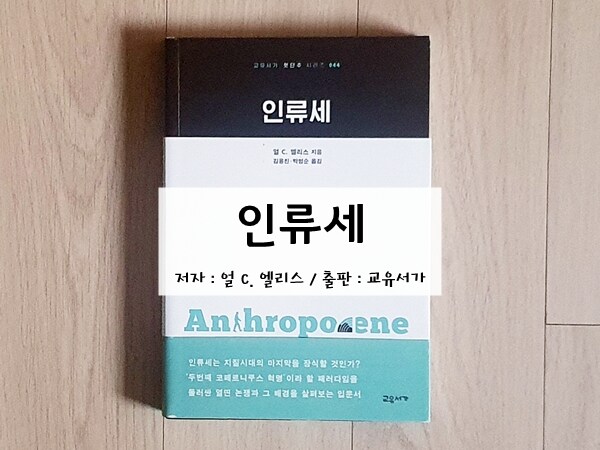 교유서가 첫단추 시리즈 044
인류세
얼 C. 엘리스 지음
김용진·박범순 옮김
인류세
저자 : 얼 C. 엘리스 / 출판 : 교유서가
Anthropocene
인류세는 지질시대의 마지막을 장식할 것인가?
'두번째 코페르니쿠스 혁명'이라 할 패러다임을
둘러싼 열띤 논쟁과 그 배경을 살펴보는 입문서
교유서가